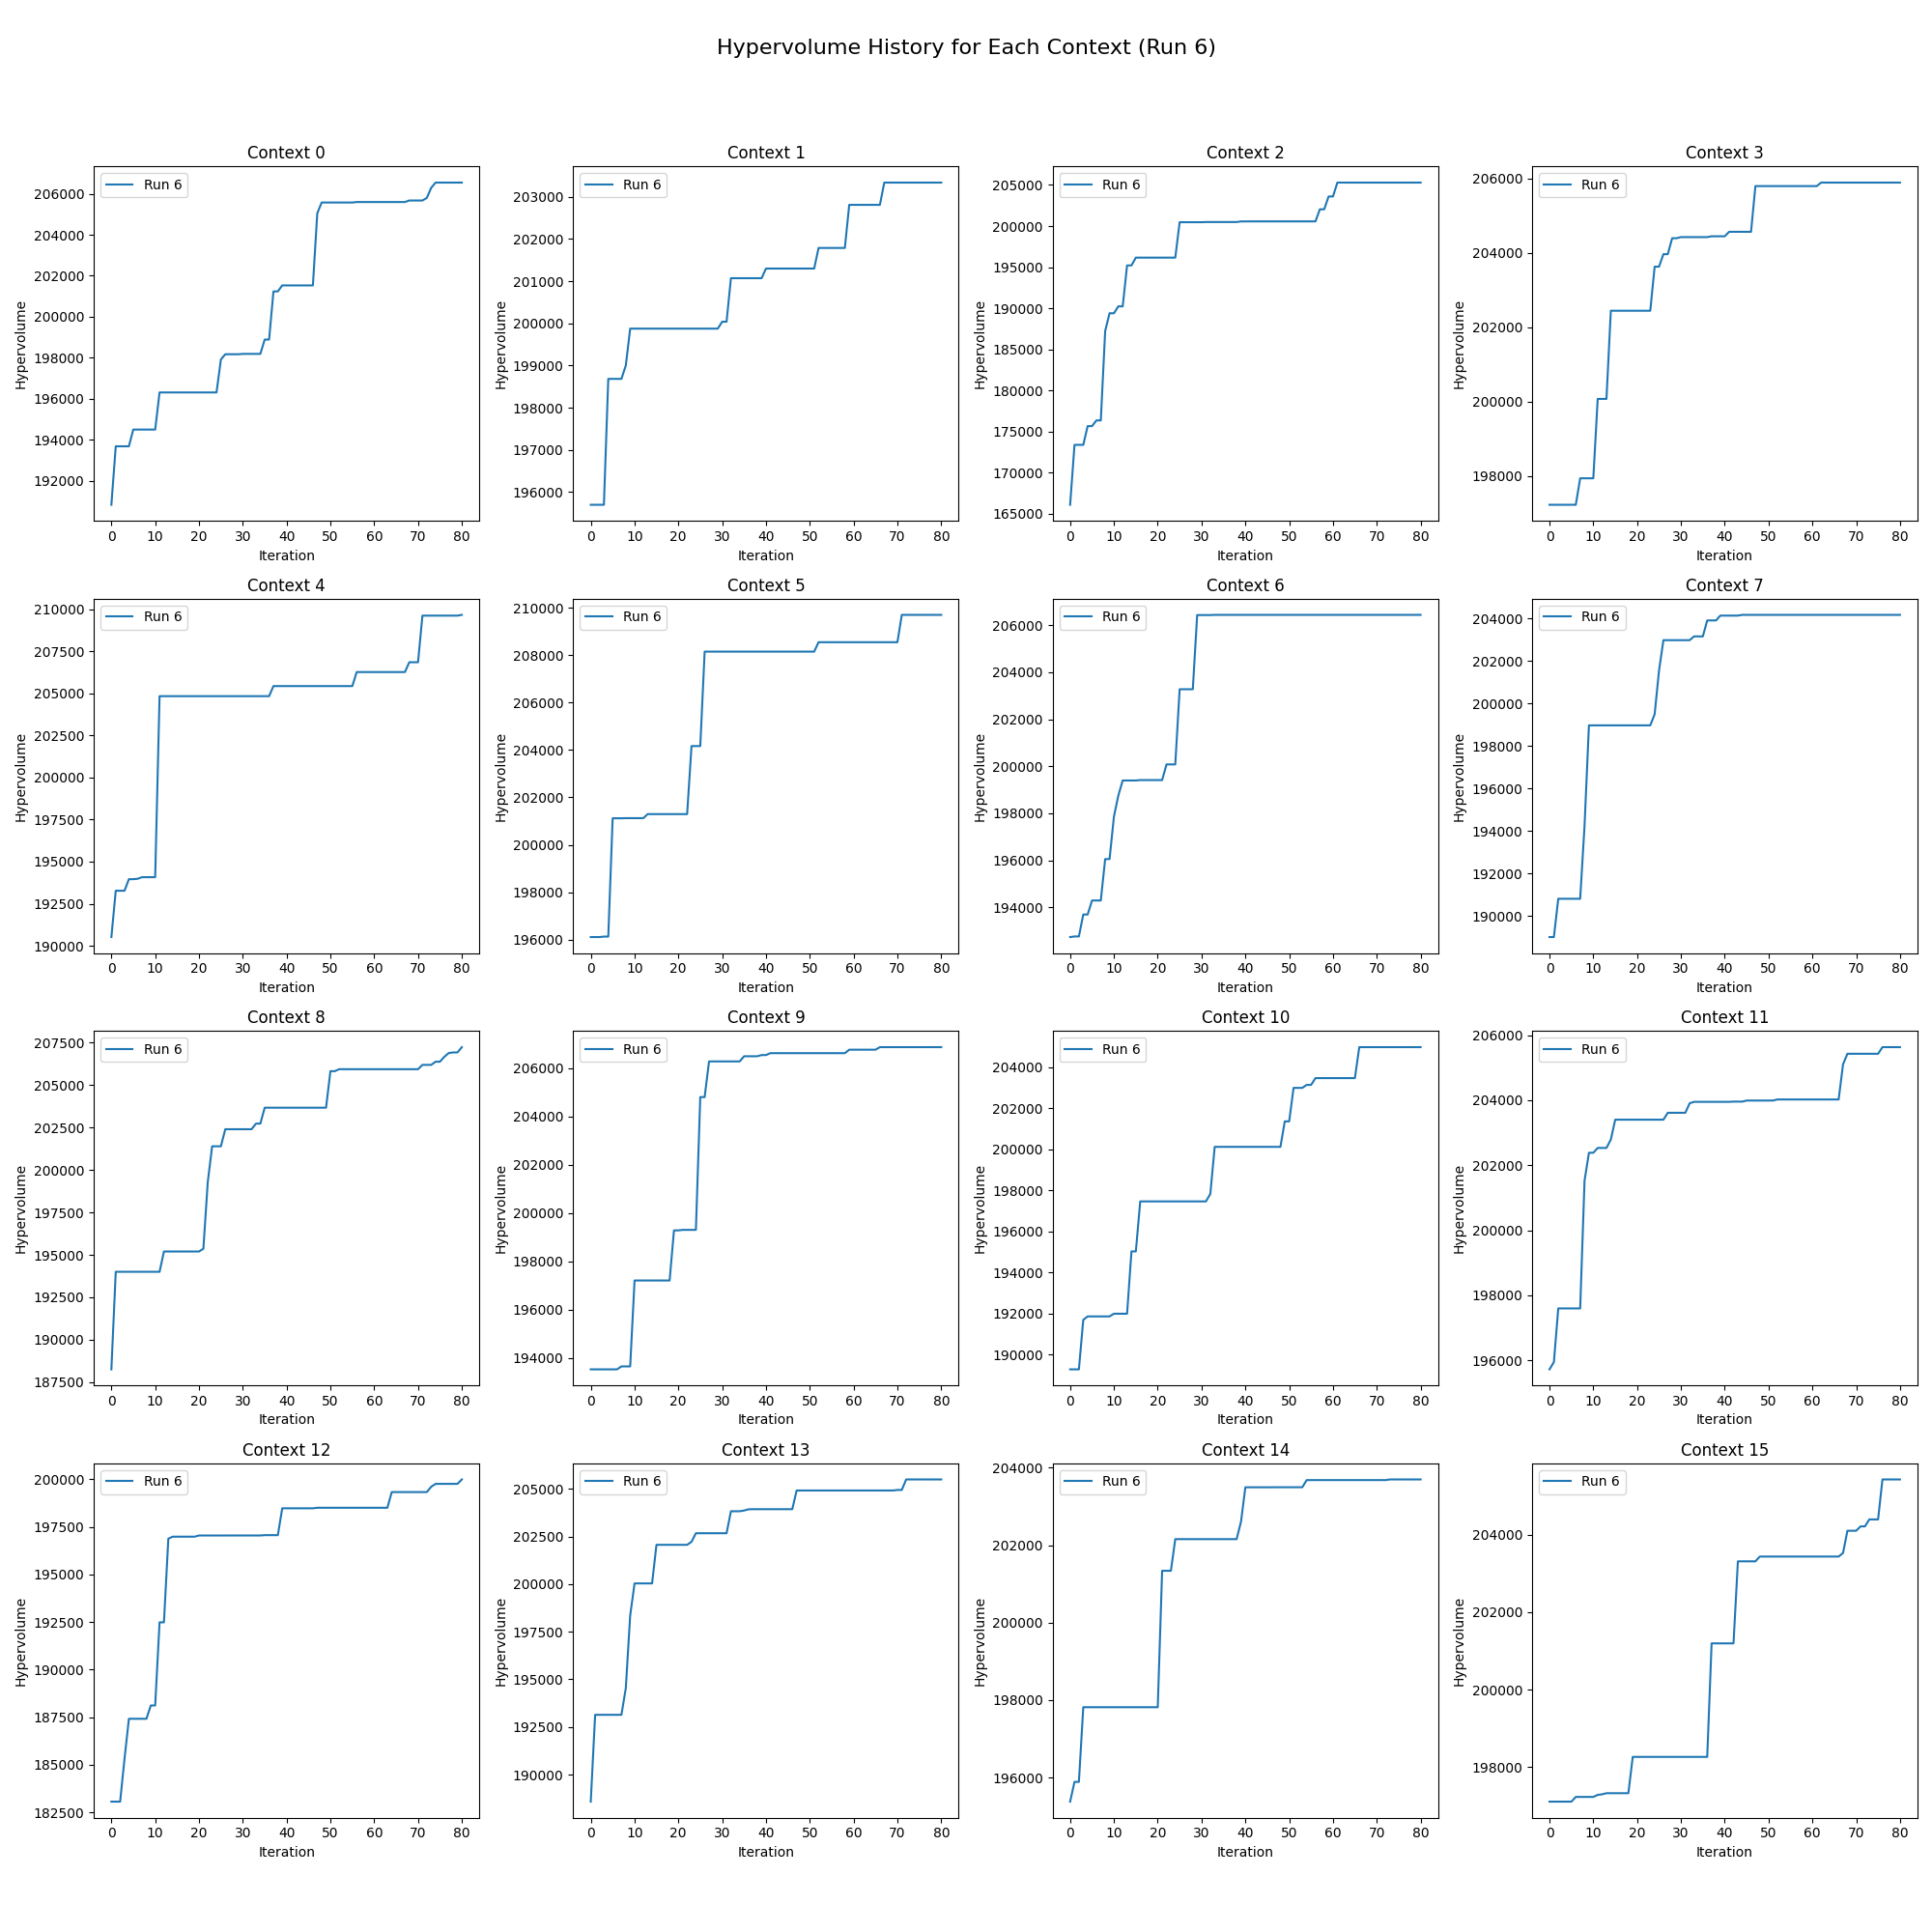 Hypervolume History for Each Context (Run 6)
Context 0
Run 6
206000
204000
202000
200000
198000
196000
194000
192000
Hypervolume
0 10 20 30 40 50 60 70 80
Iteration
Context 1
Run 6
203000
202000
201000
200000
199000
198000
197000
196000
Hypervolume
0 10 20 30 40 50 60 70 80
Iteration
Context 2
Run 6
205000
200000
195000
190000
185000
180000
175000
170000
165000
Hypervolume
0 10 20 30 40 50 60 70 80
Iteration
Context 3
Run 6
206000
204000
202000
200000
198000
Hypervolume
0 10 20 30 40 50 60 70 80
Iteration
Context 4
Run 6
210000
207500
205000
202500
200000
197500
195000
192500
190000
Hypervolume
0 10 20 30 40 50 60 70 80
Iteration
Context 5
Run 6
210000
208000
206000
204000
202000
200000
198000
196000
Hypervolume
0 10 20 30 40 50 60 70 80
Iteration
Context 6
Run 6
206000
204000
202000
200000
198000
196000
194000
Hypervolume
0 10 20 30 40 50 60 70 80
Iteration
Context 7
Run 6
204000
202000
200000
198000
196000
194000
192000
190000
Hypervolume
0 10 20 30 40 50 60 70 80
Iteration
Context 8
Run 6
207500
205000
202500
200000
197500
195000
192500
190000
187500
Hypervolume
0 10 20 30 40 50 60 70 80
Iteration
Context 9
Run 6
206000
204000
202000
200000
198000
196000
194000
Hypervolume
0 10 20 30 40 50 60 70 80
Iteration
Context 10
Run 6
204000
202000
200000
198000
196000
194000
192000
190000
Hypervolume
0 10 20 30 40 50 60 70 80
Iteration
Context 11
Run 6
206000
204000
202000
200000
198000
196000
Hypervolume
0 10 20 30 40 50 60 70 80
Iteration
Context 12
Run 6
200000
197500
195000
192500
190000
187500
185000
182500
Hypervolume
0 10 20 30 40 50 60 70 80
Iteration
Context 13
Run 6
205000
202500
200000
197500
195000
192500
190000
Hypervolume
0 10 20 30 40 50 60 70 80
Iteration
Context 14
Run 6
204000
202000
200000
198000
196000
Hypervolume
0 10 20 30 40 50 60 70 80
Iteration
Context 15
Run 6
204000
202000
200000
198000
Hypervolume
0 10 20 30 40 50 60 70 80
Iteration